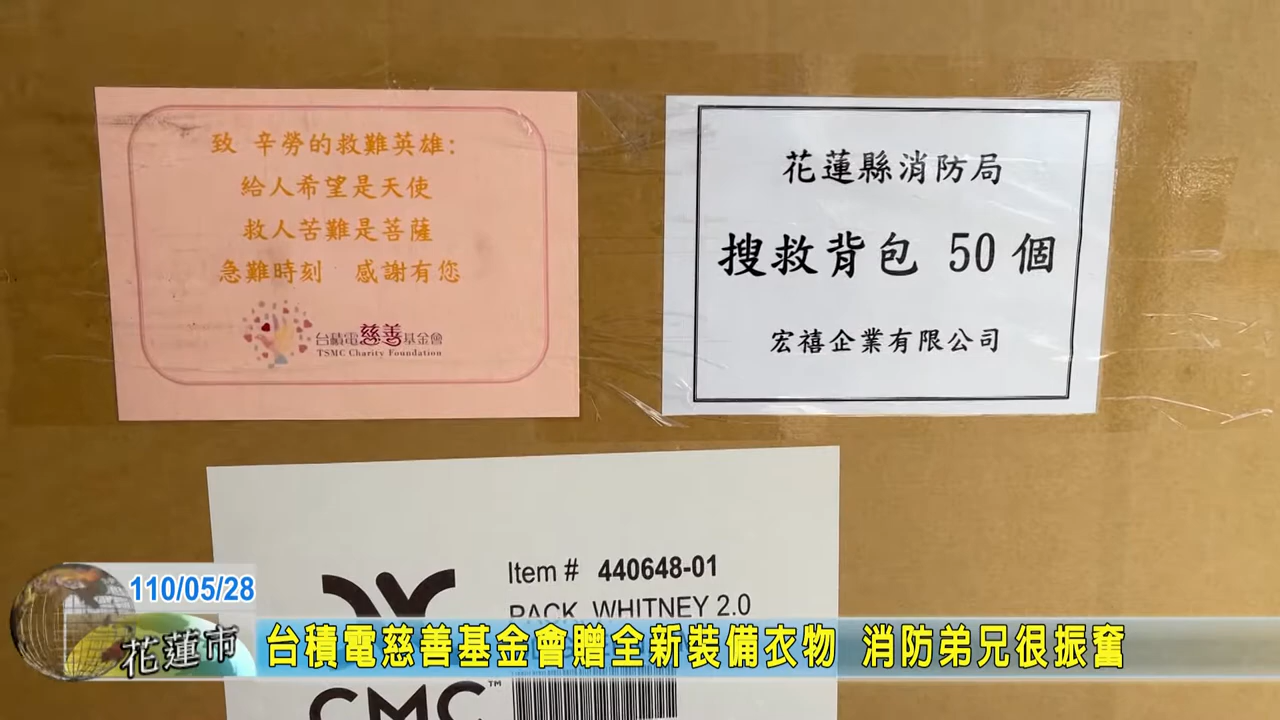 致 辛勞的救難英雄:
給人希望是天使
救人苦難是菩薩
急難時刻 感謝有您
台積電慈善基金會
TSMC Charity Foundation
花蓮縣消防局
搜救背包 50 個
宏禧企業有限公司
Item # 440648-01
PACK, WHITNEY 2.0
CMC™
110/05/28
花蓮市
台積電慈善基金會贈全新裝備衣物 消防弟兄很振奮